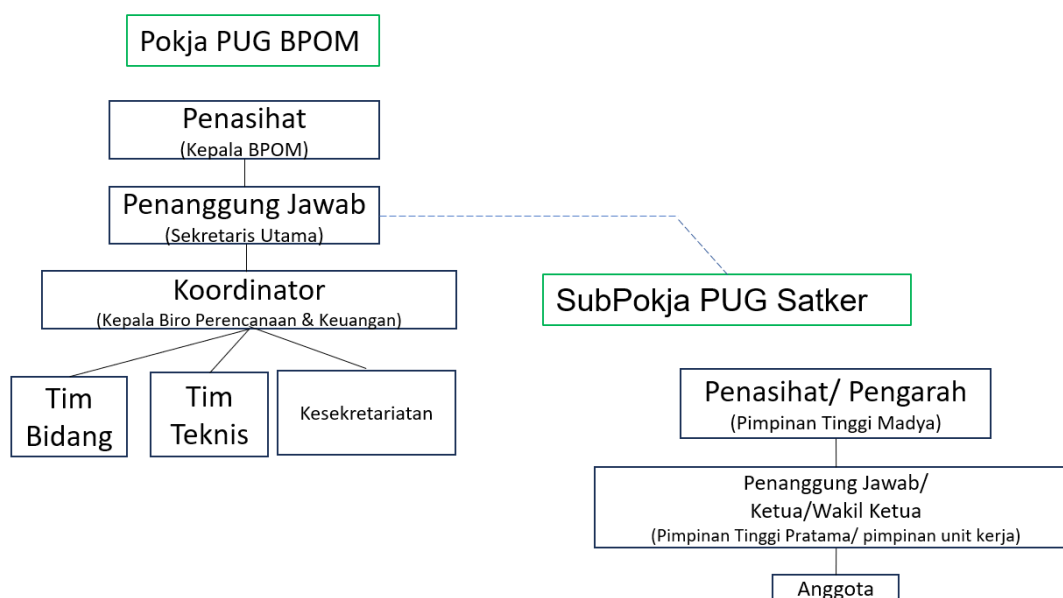 Pokja PUG BPOM
Penasihat
(Kepala BPOM)
Penanggung Jawab
(Sekretaris Utama)
Koordinator
(Kepala Biro Perencanaan & Keuangan)
Tim
Bidang
Tim
Teknis
Kesekretariatan
SubPokja PUG Satker
Penasihat/ Pengarah
(Pimpinan Tinggi Madya)
Penanggung Jawab/
Ketua/Wakil Ketua
(Pimpinan Tinggi Pratama/ pimpinan unit kerja)
Anggota